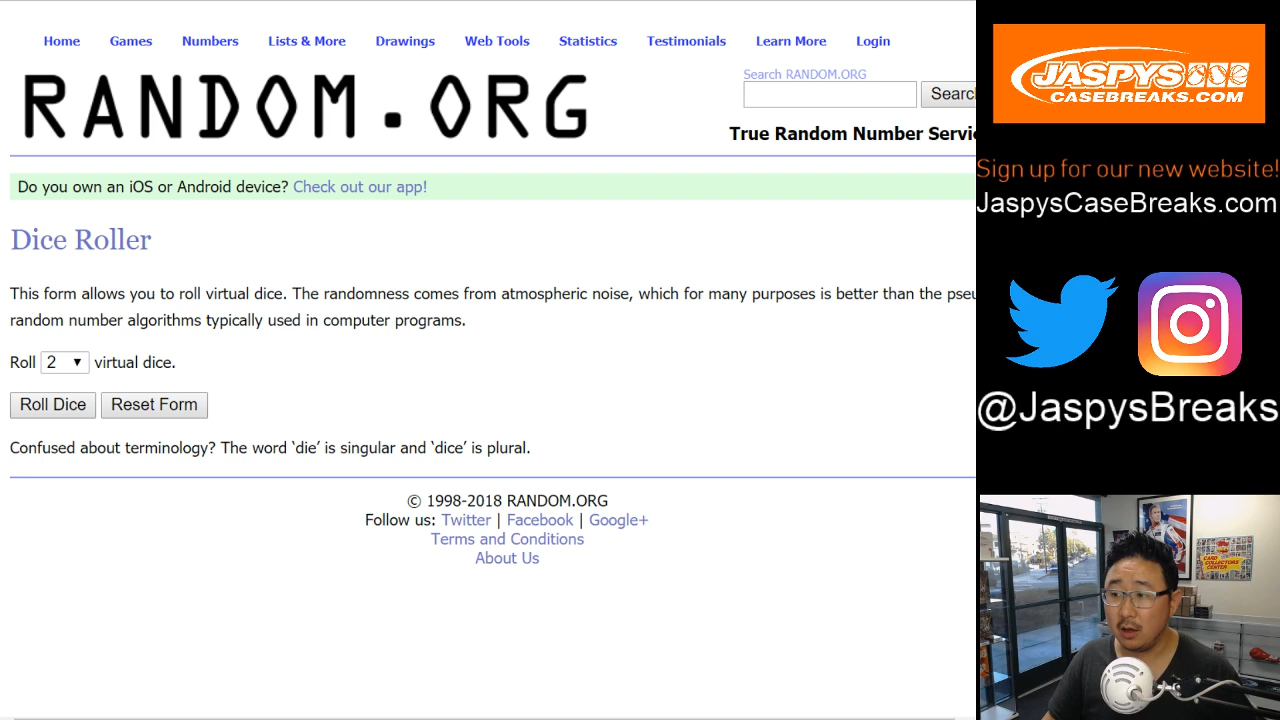 Home Games Numbers Lists & More Drawings Web Tools Statistics Testimonials Learn More Login
RANDOM.ORG
Search RANDOM.ORG
Search
True Random Number Servi
Do you own an iOS or Android device? Check out our app!
Dice Roller
This form allows you to roll virtual dice. The randomness comes from atmospheric noise, which for many purposes is better than the pseu
random number algorithms typically used in computer programs.
Roll 2 ▼ virtual dice.
Roll Dice Reset Form
Confused about terminology? The word ‘die’ is singular and ‘dice’ is plural.
© 1998-2018 RANDOM.ORG
Follow us: Twitter | Facebook | Google+
Terms and Conditions
About Us
JASPYS
CASEBREAKS.COM
Sign up for our new website!
JaspysCaseBreaks.com
@JaspysBreaks
topps
CARD
COLLECTORS
CENTER